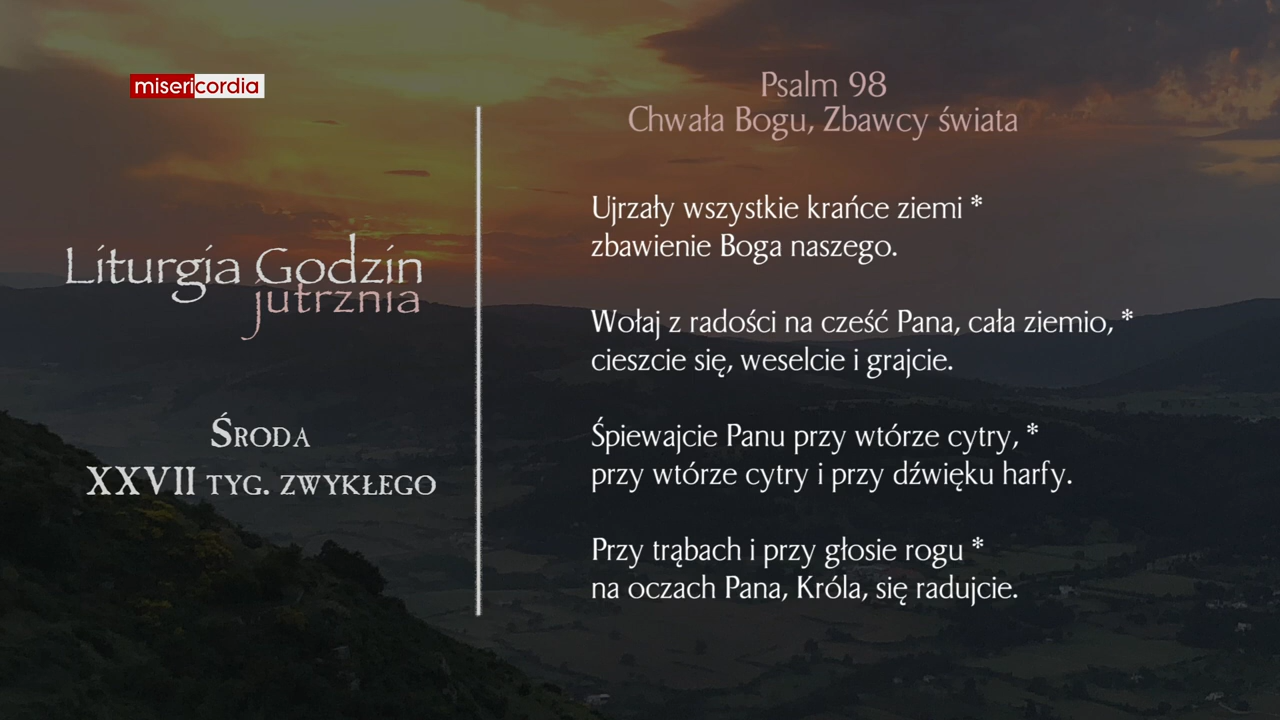 misericordia
Liturgia Godzin
jutrznia
Środa
XXVII tyg. zwykłego
Psalm 98
Chwała Bogu, Zbawcy świata
Ujrzały wszystkie krańce ziemi *
zbawienie Boga naszego.
Wołaj z radości na cześć Pana, cała ziemio, *
cieszcie się, weselcie i grajcie.
Śpiewajcie Panu przy wtórze cytry, *
przy wtórze cytry i przy dźwięku harfy.
Przy trąbach i przy głosie rogu *
na oczach Pana, Króla, się radujcie.